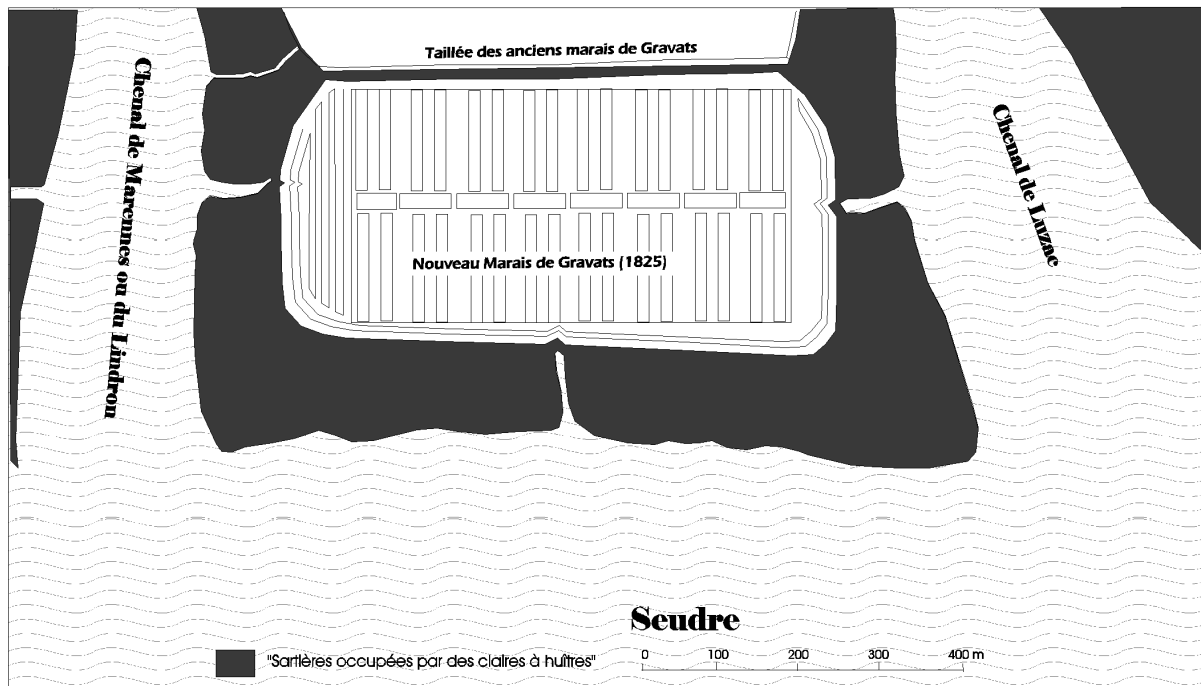 Taillée des anciens marais de Gravats
Chenal de Marennes ou du Lindron
Chenal de Luzac
Nouveau Marais de Gravats (1825)
Seudre
"Sartières occupées par des claires à huîtres"
0 100 200 300 400 m